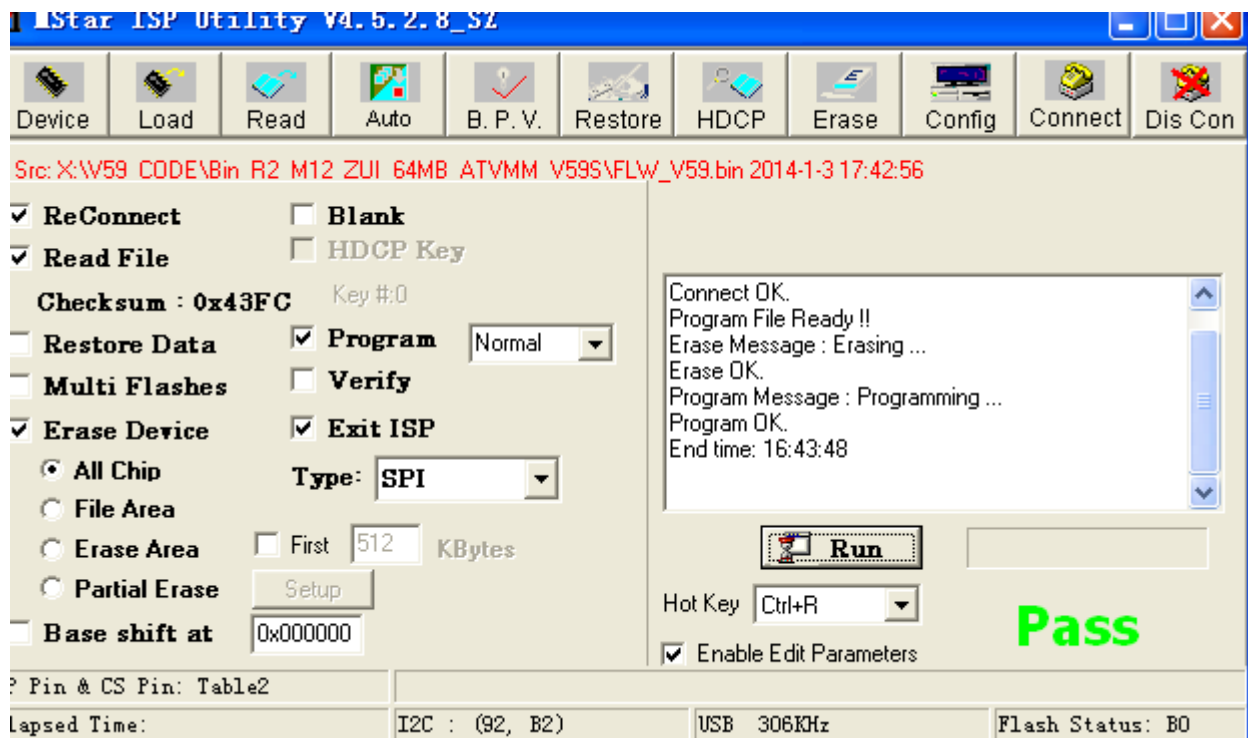 MStar ISP Utility V4.5.2.8_SZ
Device Load Read Auto B. P. V. Restore HDCP Erase Config Connect Dis Con
Src: X:\V59_CODE\Bin_R2_M12_ZUI_64MB_ATVMM_V59S\FLW_V59.bin 2014-1-3 17:42:56
ReConnect Blank
Read File HDCP Key
Checksum : 0x43FC Key #:0
Restore Data Program Normal
Multi Flashes Verify
Erase Device Exit ISP
All Chip Type: SPI
File Area
Erase Area First 512 KBytes
Partial Erase Setup
Base shift at 0x000000
Connect OK.
Program File Ready !!
Erase Message : Erasing ...
Erase OK.
Program Message : Programming ...
Program OK.
End time: 16:43:48
Run
Hot Key Ctrl+R
Pass
Enable Edit Parameters
P Pin & CS Pin: Table2
lapsed Time: I2C : (92, B2) USB 306KHz Flash Status: B0